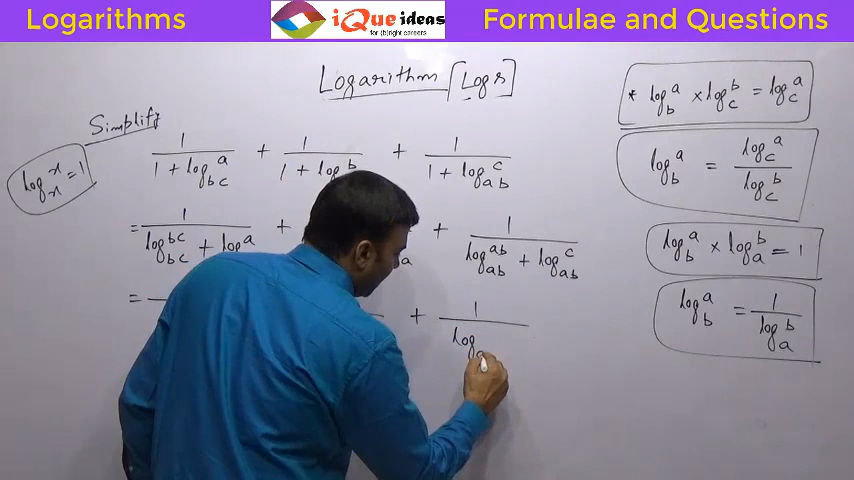 Logarithms
iQue ideas
for (b)right careers
Formulae and Questions
Logarithm [Logs]
Simplify
log_x^x = 1
1/(1 + log_bc^a) + 1/(1 + log^b + 1/(1 + log_ab^c)
= 1/(log_bc^bc + log^a + 1/(log_ab^ab + log_ab^c)
= + 1/log
* log_b^a × log_c^b = log_c^a
log_b^a = log_c^a/log_c^b
log_b^a × log_a^b = 1
log_b^a = 1/log_a^b